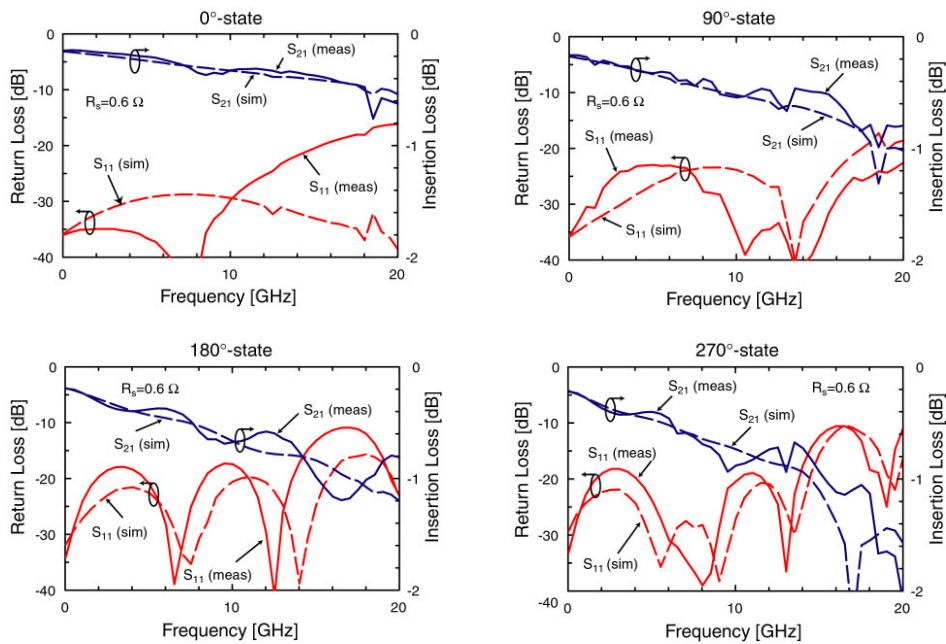 0°-state
0
-10
-20
-30
-40
Return Loss [dB]
0
-1
-2
Insertion Loss [dB]
S21 (meas)
S21 (sim)
Rs=0.6 Ω
S11 (sim)
S11 (meas)
0 10 20
Frequency [GHz]
90°-state
0
-10
-20
-30
-40
Return Loss [dB]
0
-1
-2
Insertion Loss [dB]
S21 (meas)
Rs=0.6 Ω
S21 (sim)
S11 (meas)
S11 (sim)
0 10 20
Frequency [GHz]
180°-state
0
-10
-20
-30
-40
Return Loss [dB]
0
-1
-2
Insertion Loss [dB]
Rs=0.6 Ω
S21 (meas)
S21 (sim)
S11 (sim)
S11 (meas)
0 10 20
Frequency [GHz]
270°-state
0
-10
-20
-30
-40
Return Loss [dB]
0
-1
-2
Insertion Loss [dB]
S21 (meas)
Rs=0.6 Ω
S21 (sim)
S11 (meas)
S11 (sim)
0 10 20
Frequency [GHz]